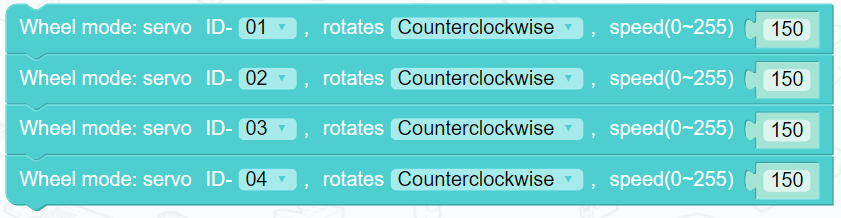 Wheel mode: servo ID- 01 , rotates Counterclockwise , speed(0~255) 150
Wheel mode: servo ID- 02 , rotates Counterclockwise , speed(0~255) 150
Wheel mode: servo ID- 03 , rotates Counterclockwise , speed(0~255) 150
Wheel mode: servo ID- 04 , rotates Counterclockwise , speed(0~255) 150